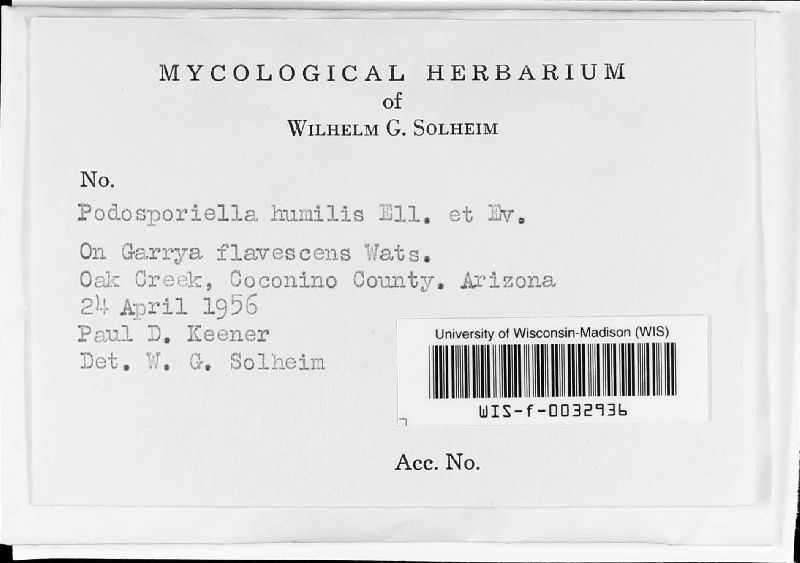 MYCOLOGICAL HERBARIUM
of
WILHELM G. SOLHEIM
No.
Podosporiella humilis Ell. et Ev.
On Garrya flavescens Wats.
Oak Creek, Coconino County. Arizona
24 April 1956
Paul D. Keener
Det. W. G. Solheim
University of Wisconsin-Madison (WIS)
WIS-f-0032936
Acc. No.